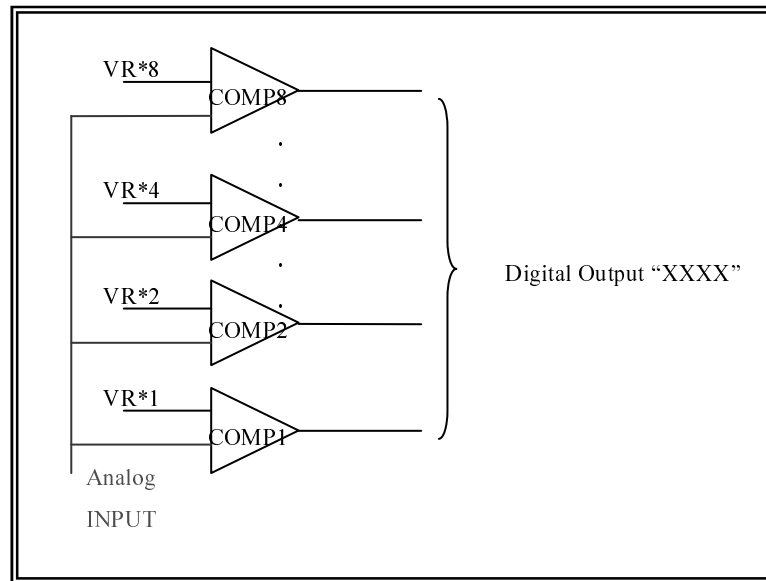 VR*8
COMP8
VR*4
COMP4
Digital Output “XXXX”
VR*2
COMP2
VR*1
COMP1
Analog
INPUT